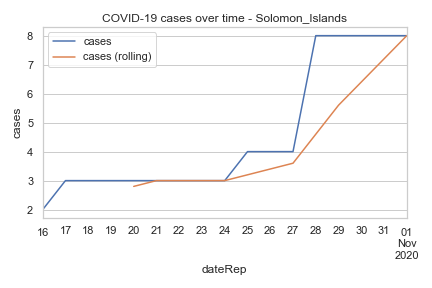 COVID-19 cases over time - Solomon_Islands
cases
cases (rolling)
cases
8
7
6
5
4
3
2
16 17 18 19 20 21 22 23 24 25 26 27 28 29 30 31 01
Nov
2020
dateRep